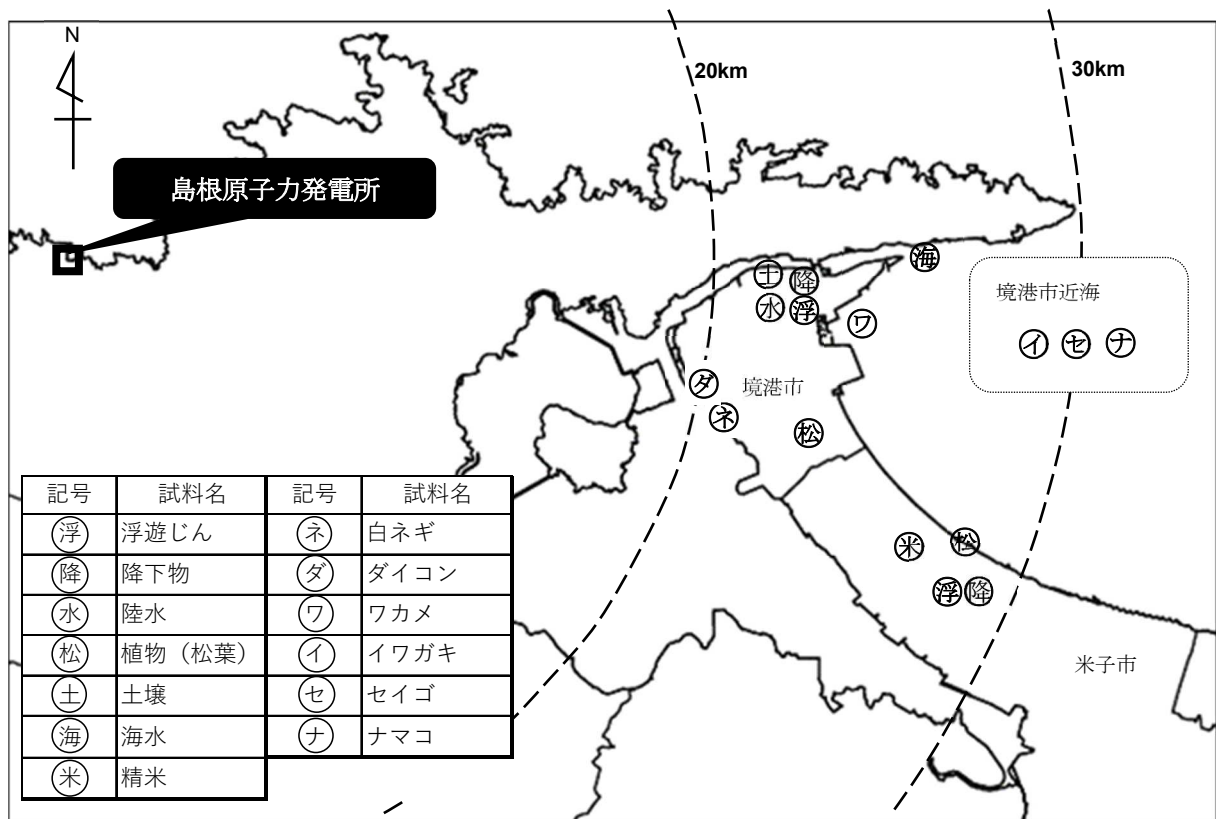 N
20km
30km
島根原子力発電所
海
土
降
水
浮
ワ
境港市近海
イ セ ナ
ダ
境港市
ネ
松
米
松
浮
降
米子市
記号 試料名 記号 試料名
浮 浮遊じん ネ 白ネギ
降 降下物 ダ ダイコン
水 陸水 ワ ワカメ
松 植物（松葉） イ イワガキ
土 土壌 セ セイゴ
海 海水 ナ ナマコ
米 精米